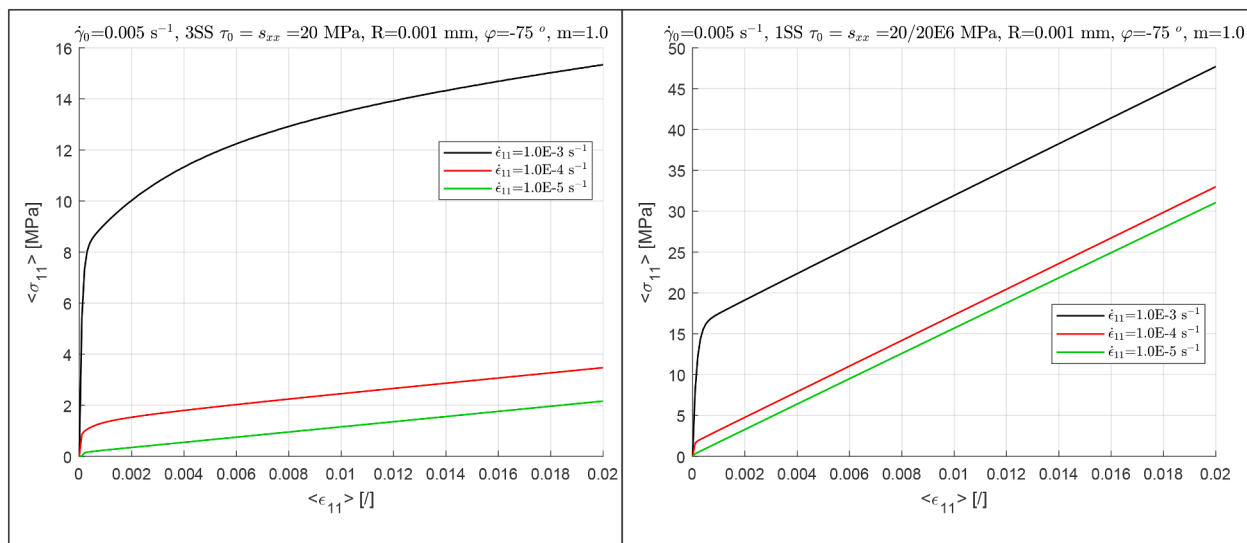 γ̇₀=0.005 s⁻¹, 3SS τ₀ = sₓₓ =20 MPa, R=0.001 mm, φ=-75 °, m=1.0
16
14
12
10
8
6
4
2
0
<σ₁₁> [MPa]
ϵ̇₁₁=1.0E-3 s⁻¹
ϵ̇₁₁=1.0E-4 s⁻¹
ϵ̇₁₁=1.0E-5 s⁻¹
0 0.002 0.004 0.006 0.008 0.01 0.012 0.014 0.016 0.018 0.02
<ϵ₁₁> [/]
γ̇₀=0.005 s⁻¹, 1SS τ₀ = sₓₓ =20/20E6 MPa, R=0.001 mm, φ=-75 °, m=1.0
50
45
40
35
30
25
20
15
10
5
0
<σ₁₁> [MPa]
ϵ̇₁₁=1.0E-3 s⁻¹
ϵ̇₁₁=1.0E-4 s⁻¹
ϵ̇₁₁=1.0E-5 s⁻¹
0 0.002 0.004 0.006 0.008 0.01 0.012 0.014 0.016 0.018 0.02
<ϵ₁₁> [/]